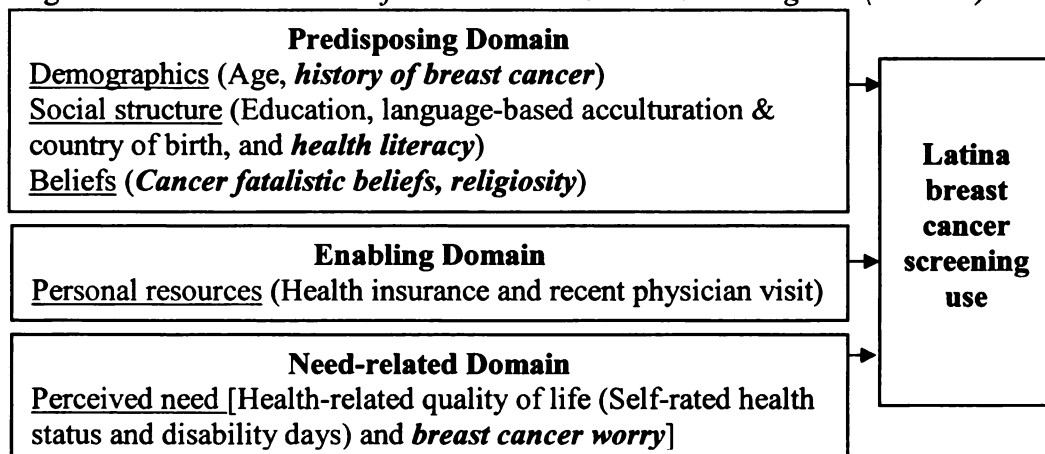 Predisposing Domain
Demographics (Age, history of breast cancer)
Social structure (Education, language-based acculturation &
country of birth, and health literacy)
Beliefs (Cancer fatalistic beliefs, religiosity)
Enabling Domain
Personal resources (Health insurance and recent physician visit)
Need-related Domain
Perceived need [Health-related quality of life (Self-rated health
status and disability days) and breast cancer worry]
Latina
breast
cancer
screening
use